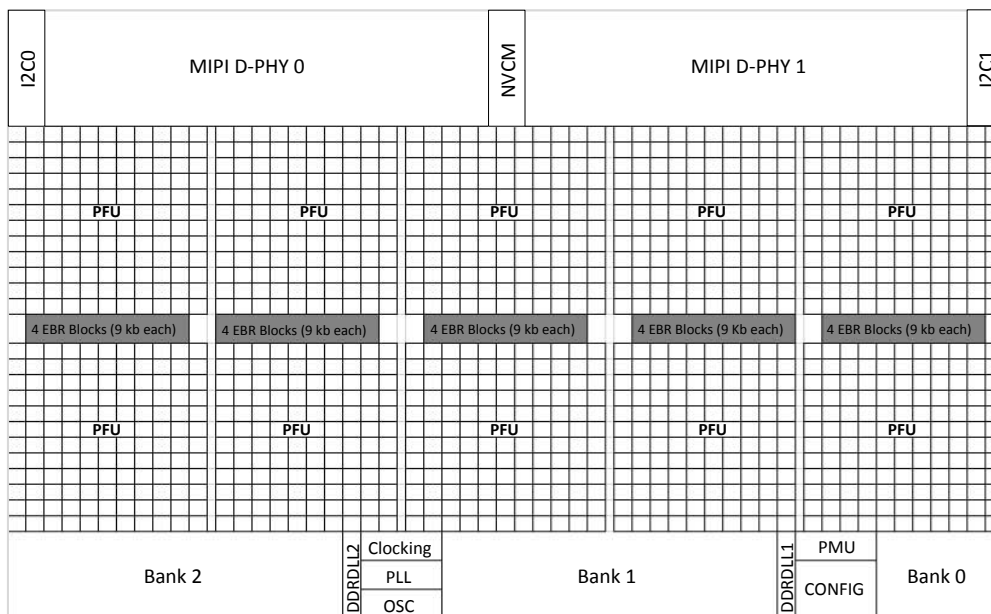 I2C0
MIPI D-PHY 0
NVCM
MIPI D-PHY 1
I2C1
PFU
PFU
PFU
PFU
PFU
4 EBR Blocks (9 kb each)
4 EBR Blocks (9 kb each)
4 EBR Blocks (9 kb each)
4 EBR Blocks (9 Kb each)
4 EBR Blocks (9 kb each)
PFU
PFU
PFU
PFU
PFU
Bank 2
DDRDLL2
Clocking
PLL
OSC
Bank 1
DDRDLL1
PMU
CONFIG
Bank 0